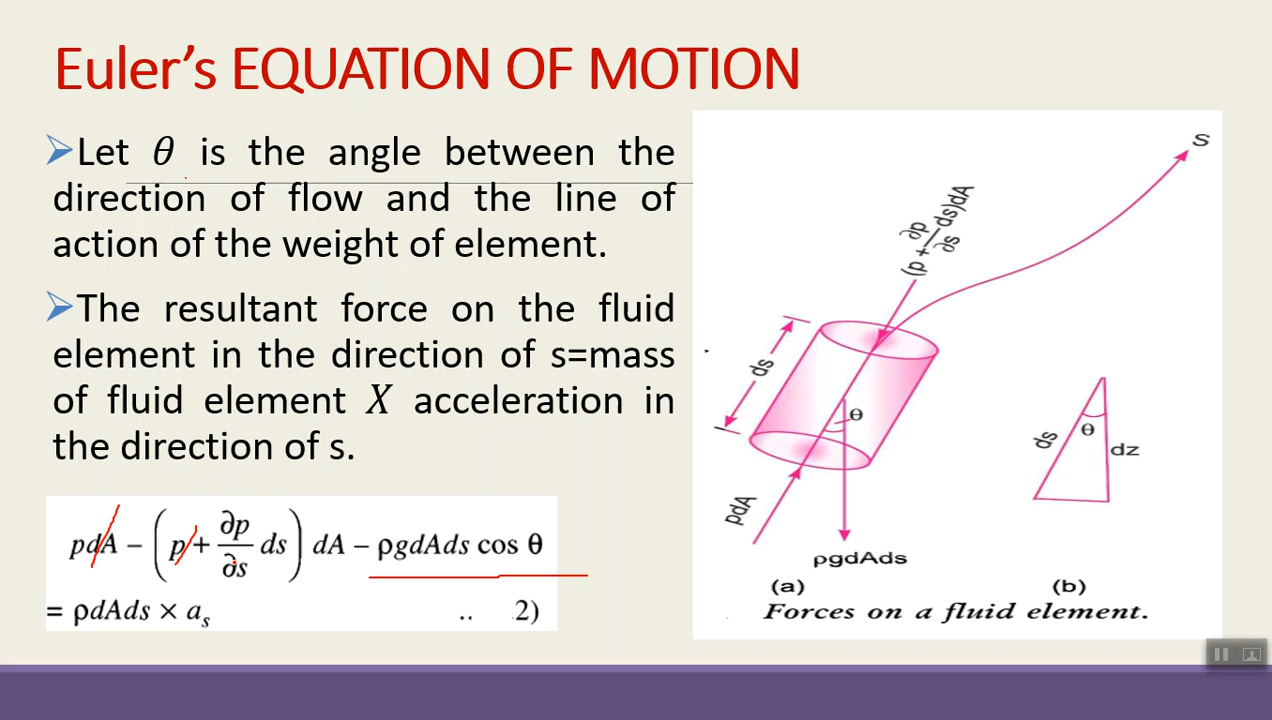 Euler’s EQUATION OF MOTION
➢Let θ is the angle between the
direction of flow and the line of
action of the weight of element.
➢The resultant force on the fluid
element in the direction of s=mass
of fluid element X acceleration in
the direction of s.
pdA − (p + ∂p/∂s ds) dA − ρgdAds cos θ
= ρdAds × aₛ .. 2)
S
(p + ∂p/∂s ds)dA
ds
θ
pdA
ρgdAds
ds
θ
dz
(a)
(b)
Forces on a fluid element.